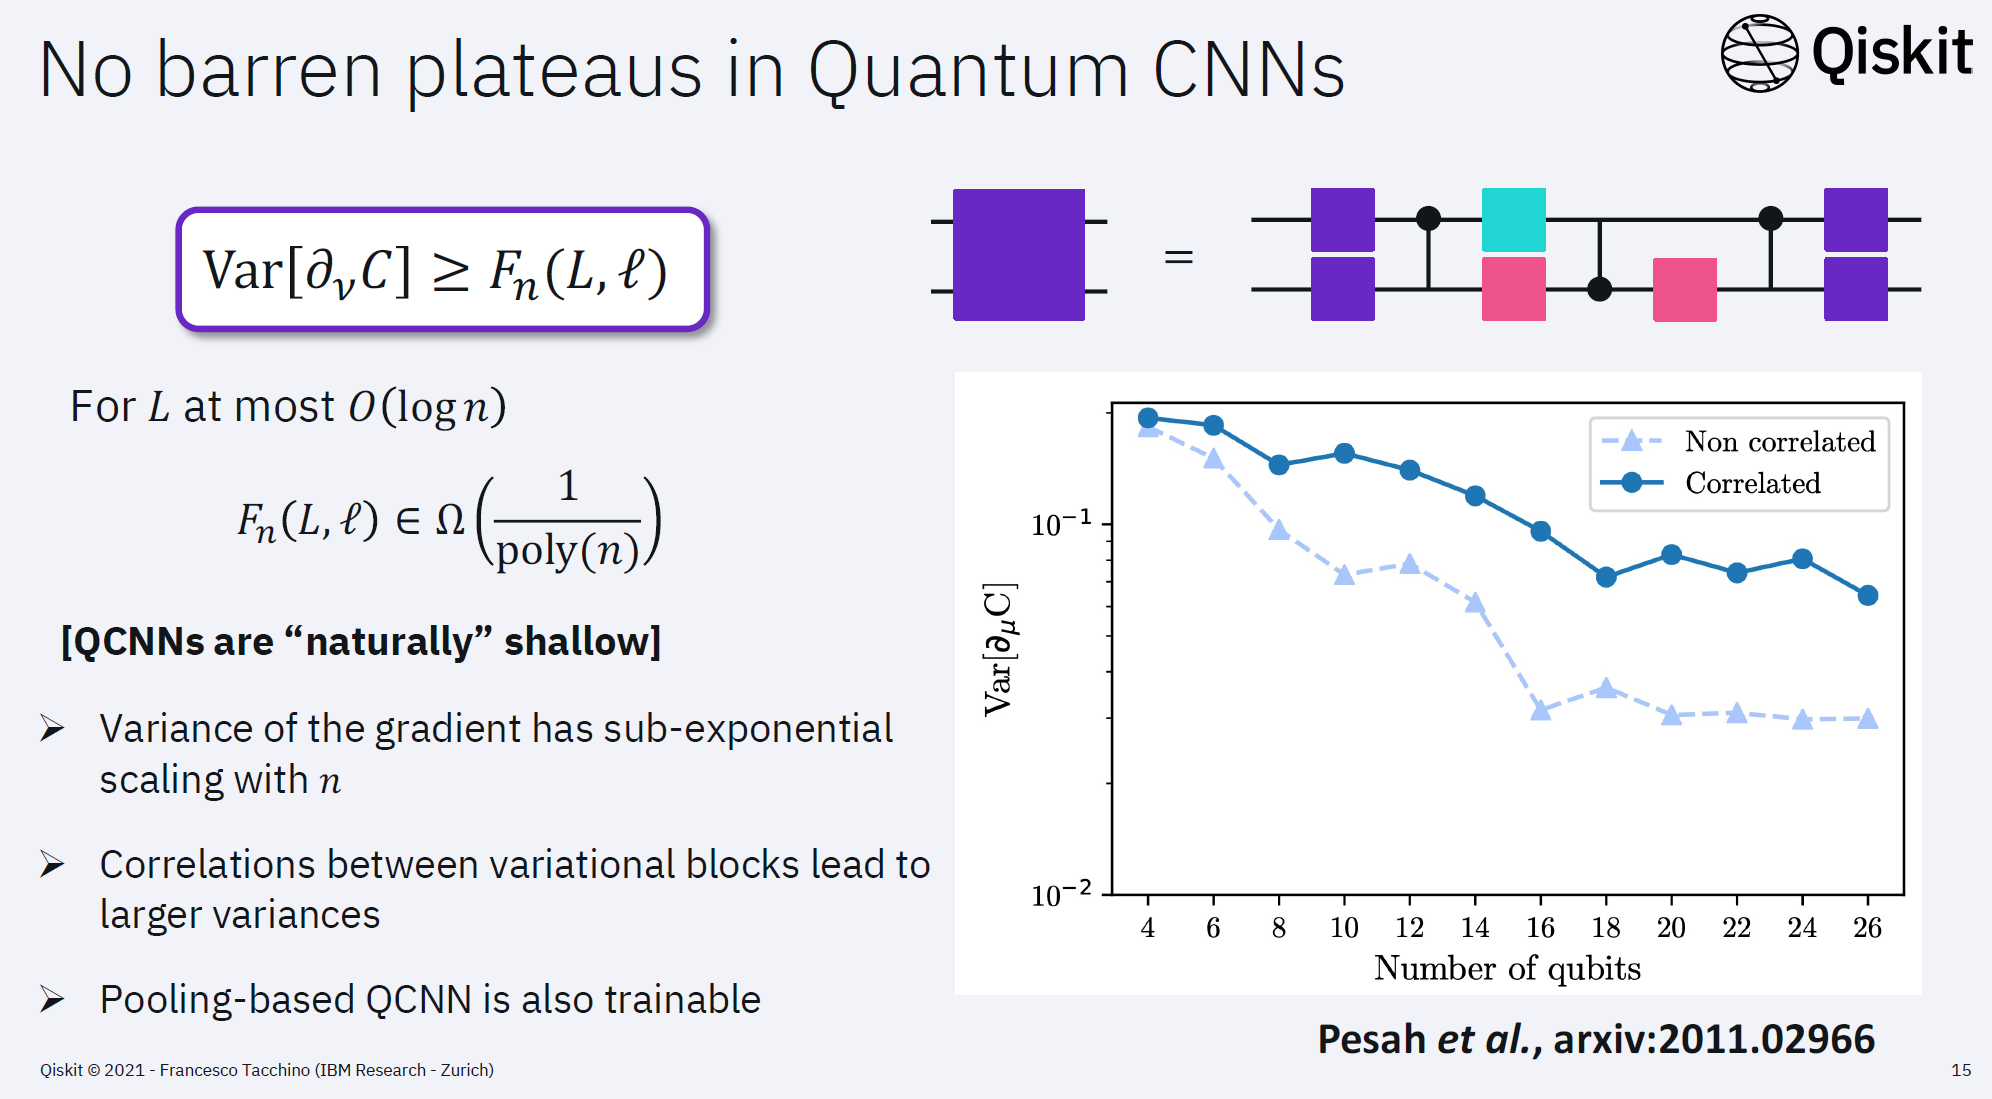 No barren plateaus in Quantum CNNs
Qiskit
Var[∂νC] ≥ Fn(L, ℓ)
=
For L at most O(log n)
Fn(L, ℓ) ∈ Ω(1/poly(n))
[QCNNs are “naturally” shallow]
➢ Variance of the gradient has sub-exponential
scaling with n
➢ Correlations between variational blocks lead to
larger variances
➢ Pooling-based QCNN is also trainable
Non correlated
Correlated
10⁻¹
10⁻²
Var[∂μC]
4 6 8 10 12 14 16 18 20 22 24 26
Number of qubits
Pesah et al., arxiv:2011.02966
Qiskit © 2021 - Francesco Tacchino (IBM Research - Zurich)
15